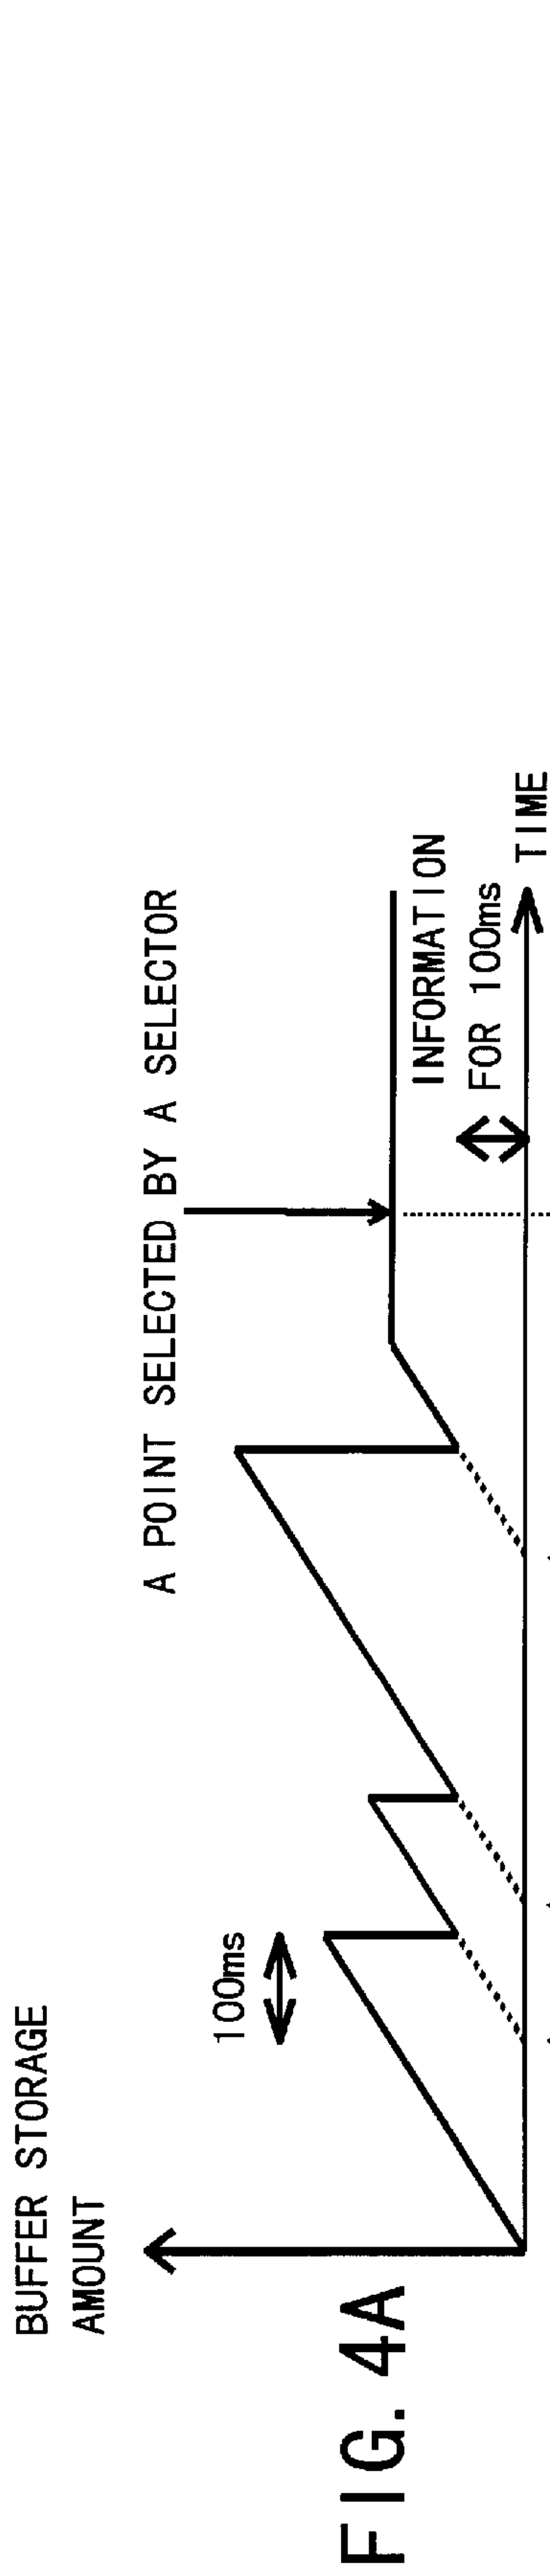 FIG. 4A
BUFFER STORAGE
AMOUNT
100ms
A POINT SELECTED BY A SELECTOR
INFORMATION
FOR 100ms
TIME